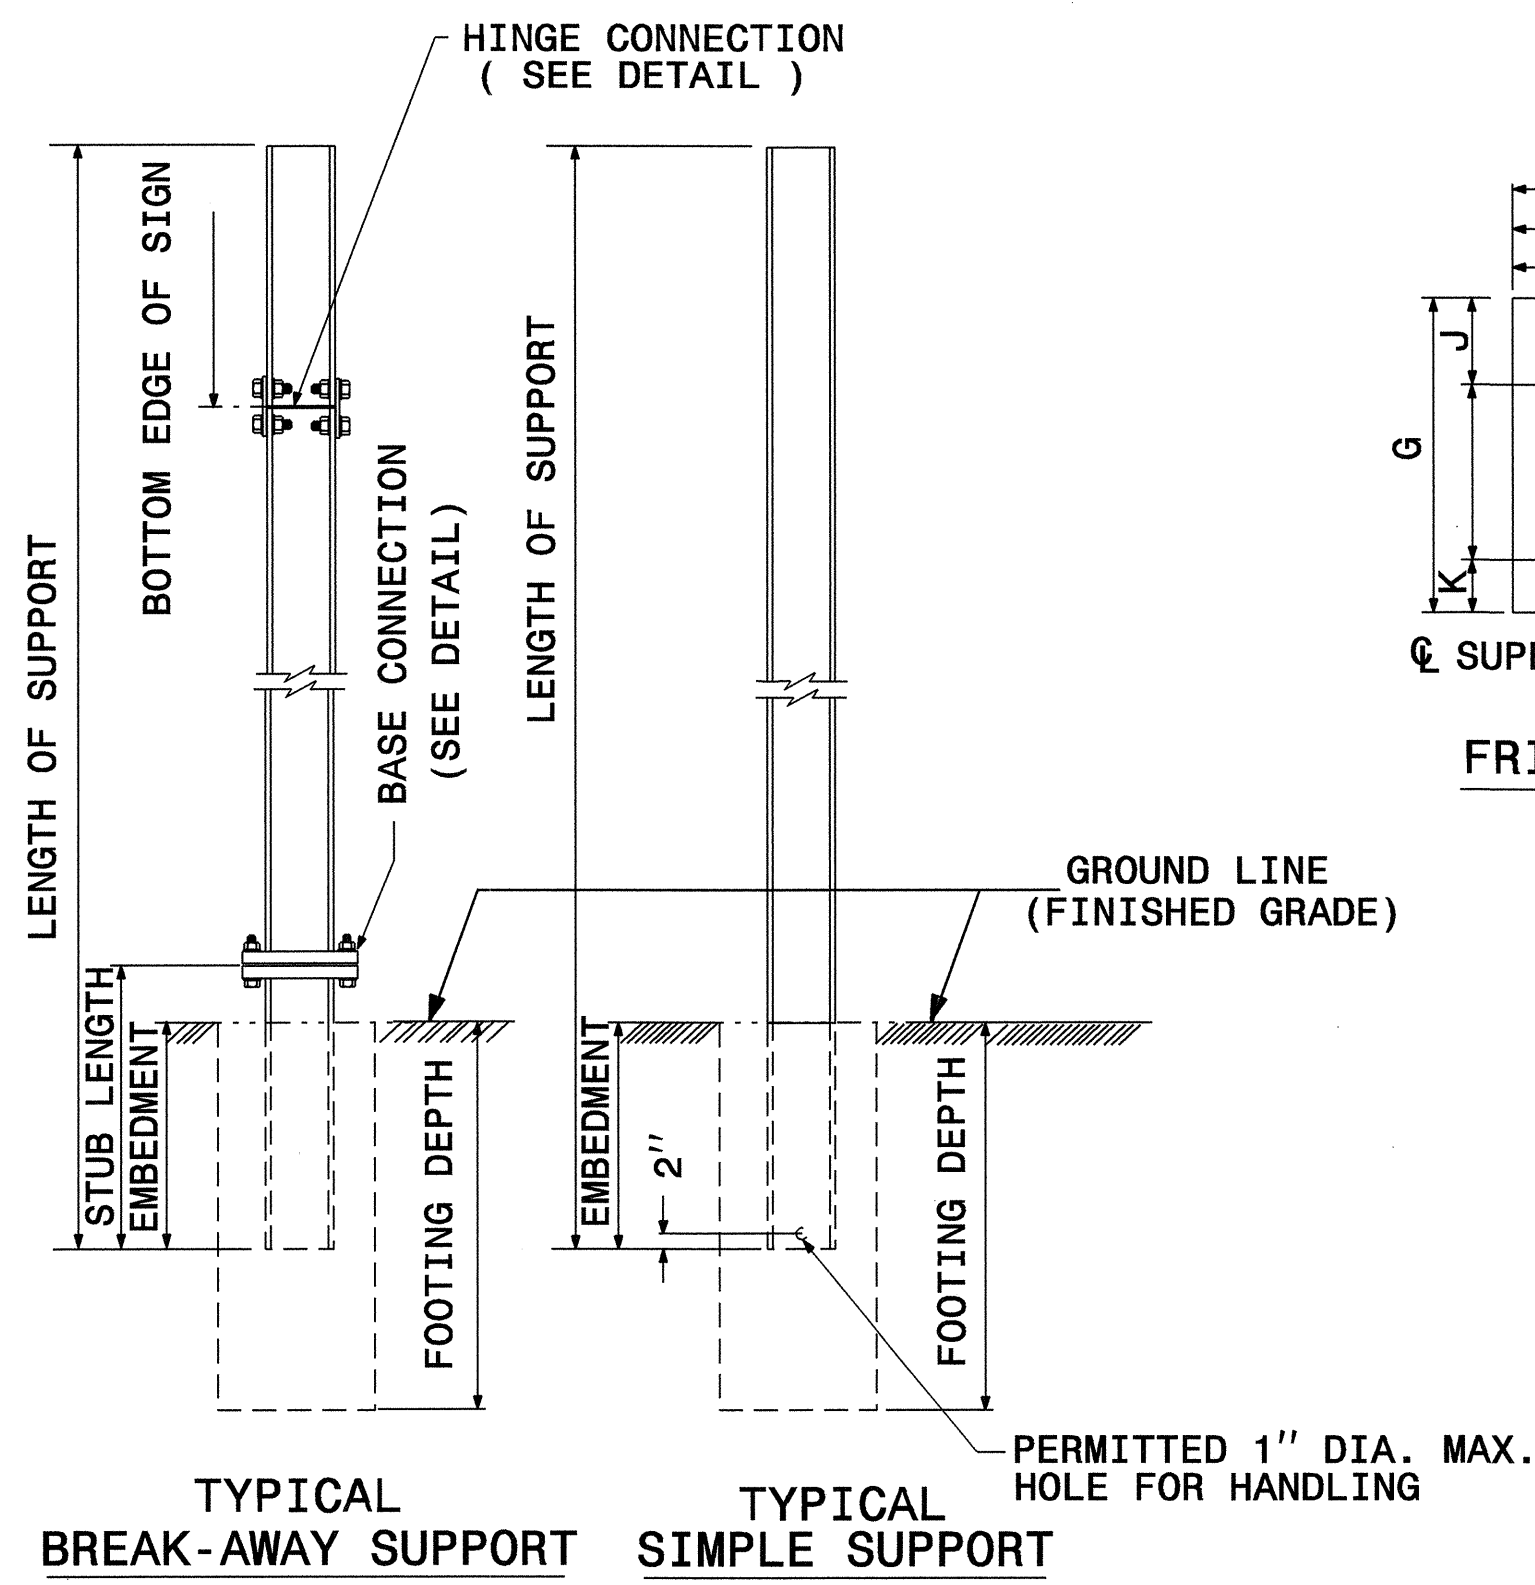 HINGE CONNECTION
( SEE DETAIL )
BOTTOM EDGE OF SIGN
LENGTH OF SUPPORT
BASE CONNECTION
(SEE DETAIL)
STUB LENGTH
EMBEDMENT
FOOTING DEPTH
LENGTH OF SUPPORT
GROUND LINE
(FINISHED GRADE)
EMBEDMENT
2"
FOOTING DEPTH
PERMITTED 1" DIA. MAX.
HOLE FOR HANDLING
TYPICAL
BREAK-AWAY SUPPORT
TYPICAL
SIMPLE SUPPORT
J
G
K
℄ SUPP
FRI